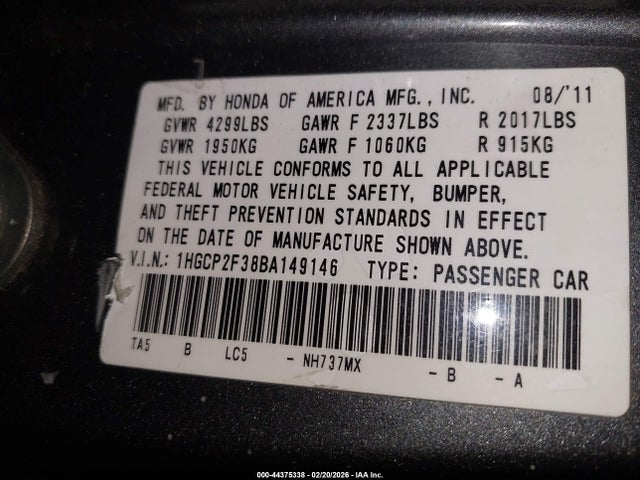 MFD. BY HONDA OF AMERICA MFG., INC. 08/'11
GVWR 4299LBS GAWR F 2337LBS R 2017LBS
GVWR 1950KG GAWR F 1060KG R 915KG
THIS VEHICLE CONFORMS TO ALL APPLICABLE
FEDERAL MOTOR VEHICLE SAFETY, BUMPER,
AND THEFT PREVENTION STANDARDS IN EFFECT
ON THE DATE OF MANUFACTURE SHOWN ABOVE.
V.I.N.: 1HGCP2F38BA149146 TYPE: PASSENGER CAR
TA5 B LC5 - NH737MX - B - A
000-44375338 - 02/20/2026 - IAA Inc.